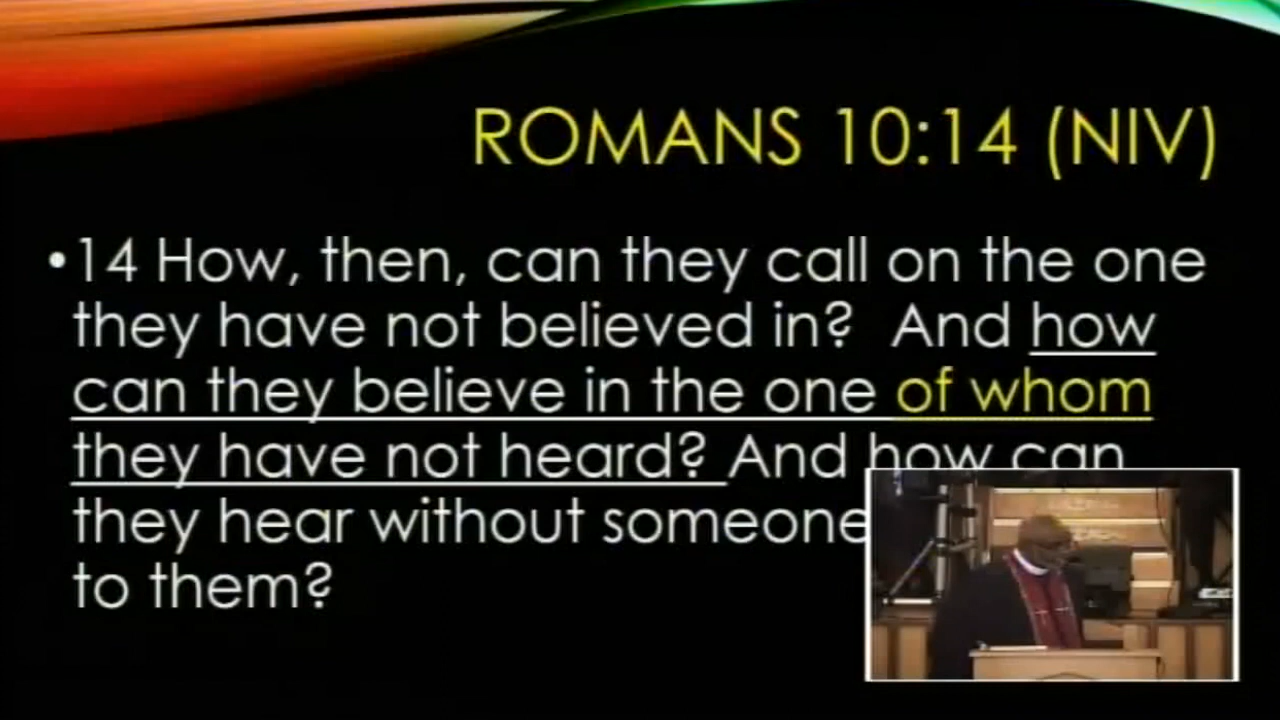 ROMANS 10:14 (NIV)
•14 How, then, can they call on the one
they have not believed in? And how
can they believe in the one of whom
they have not heard? And how can
they hear without someone
to them?